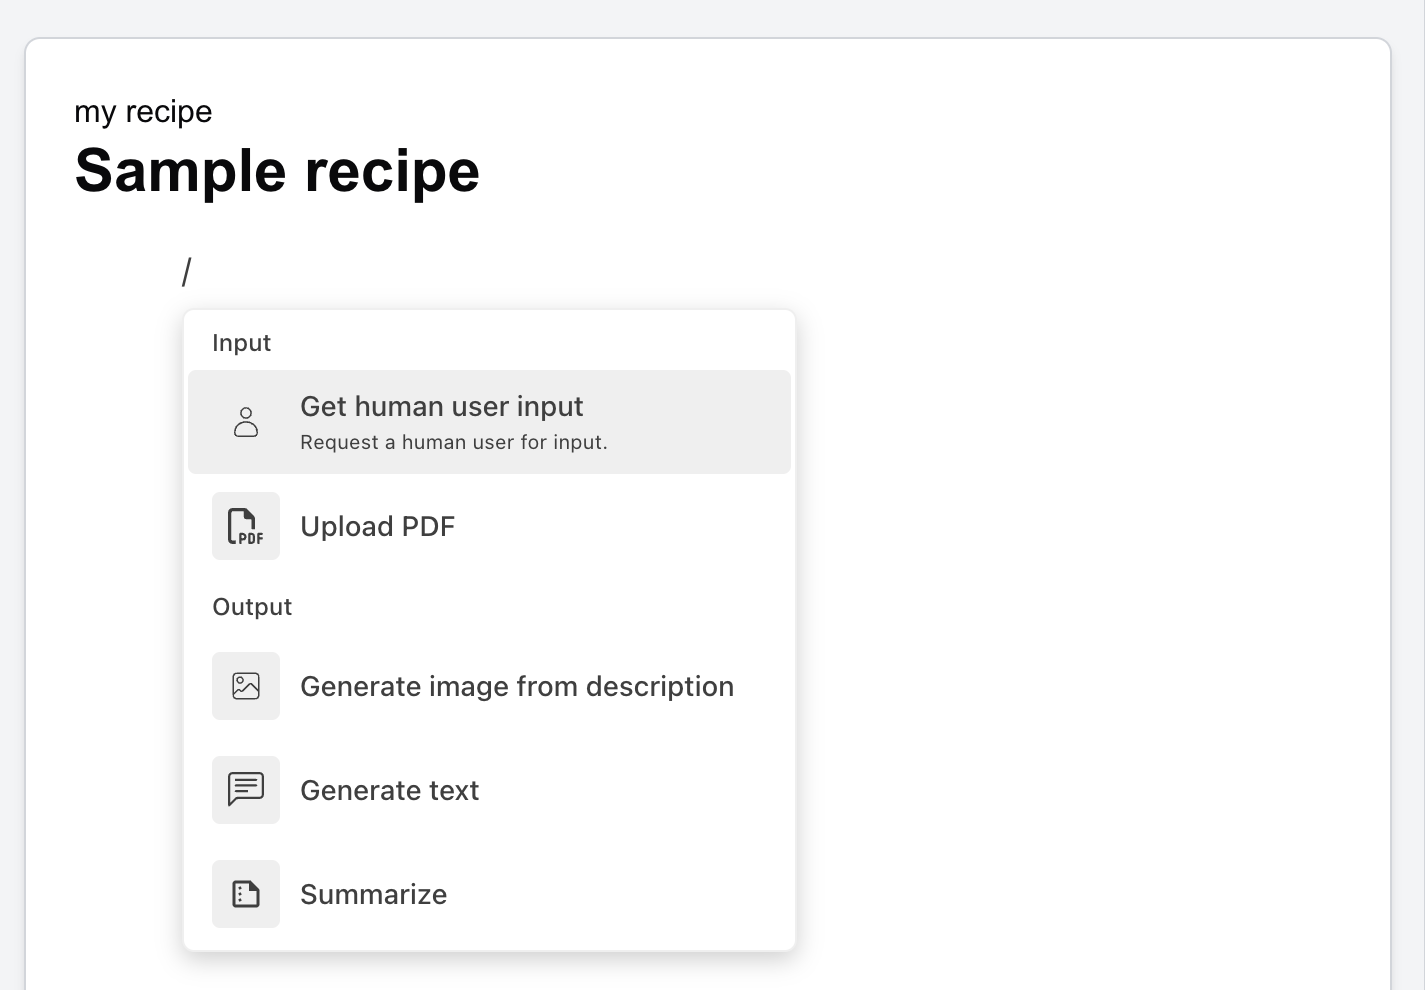 my recipe
Sample recipe
/
Input
Get human user input
Request a human user for input.
PDF
Upload PDF
Output
Generate image from description
Generate text
Summarize